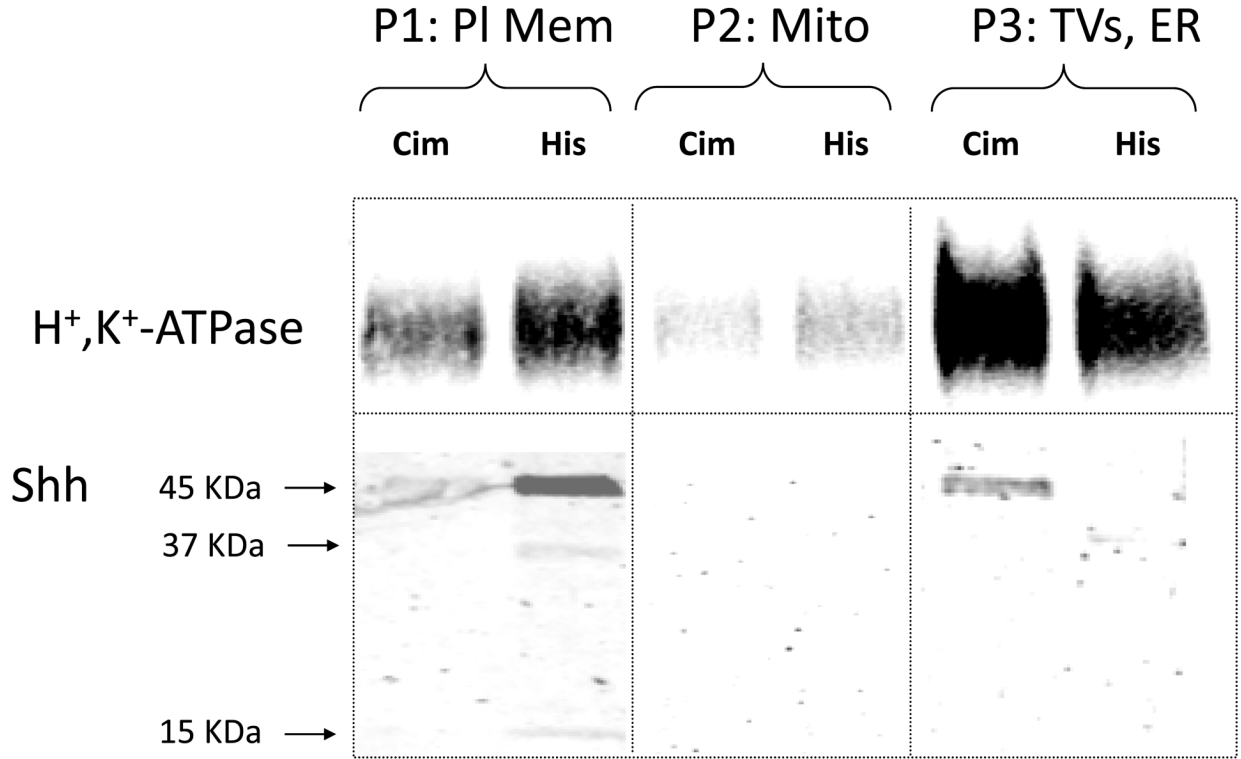 P1: Pl Mem P2: Mito P3: TVs, ER
Cim His Cim His Cim His
H⁺,K⁺-ATPase
Shh 45 KDa
37 KDa
15 KDa